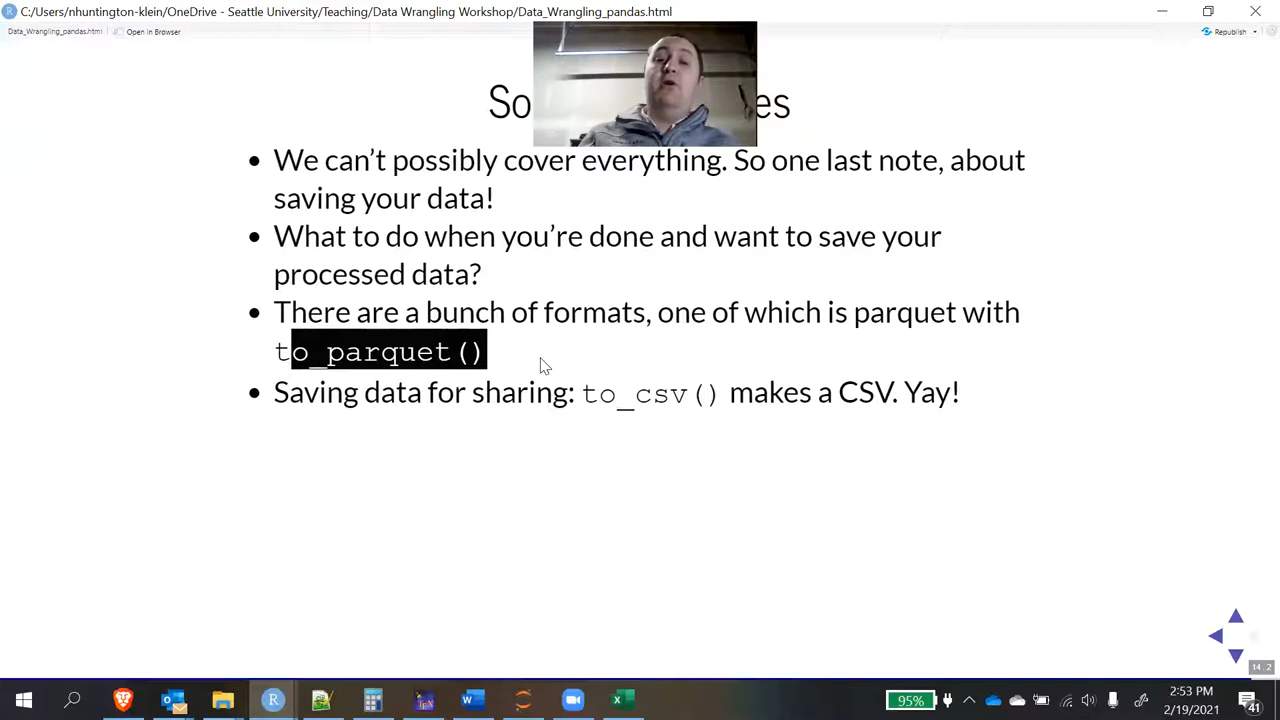 C:/Users/nhuntington-klein/OneDrive - Seattle University/Teaching/Data Wrangling Workshop/Data_Wrangling_pandas.html
Data_Wrangling_pandas.html Open in Browser Republish
So es
• We can’t possibly cover everything. So one last note, about
saving your data!
• What to do when you’re done and want to save your
processed data?
• There are a bunch of formats, one of which is parquet with
to_parquet()
• Saving data for sharing: to_csv() makes a CSV. Yay!
14.2
95%
2:53 PM
2/19/2021
41